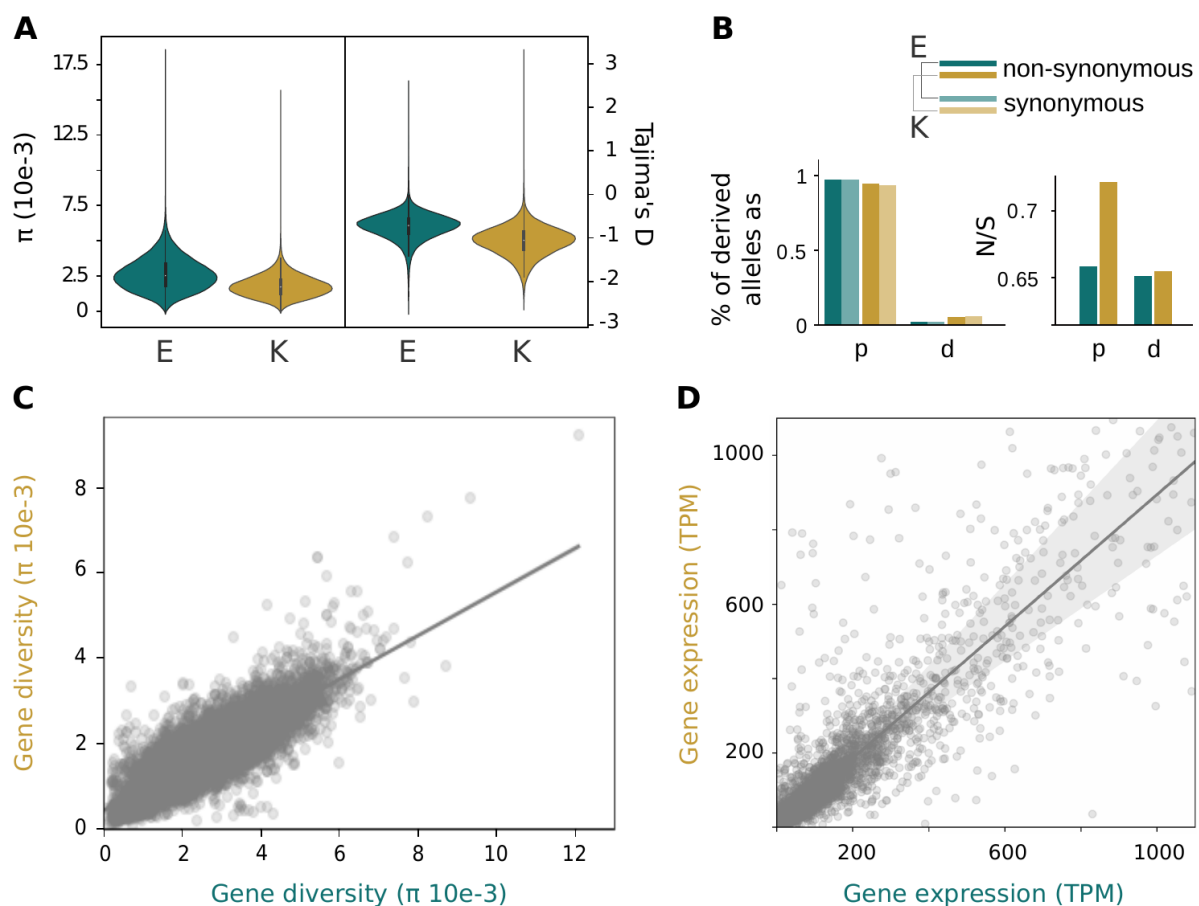 A
π (10e-3)
17.5
12.5
7.5
2.5
0
3
2
1
0
-1
-2
-3
Tajima's D
E
K
E
K
B
E
non-synonymous
synonymous
K
% of derived
alleles as
1
0.5
0
p
d
N/S
0.7
0.65
p
d
C
Gene diversity (π 10e-3)
8
6
4
2
0
0
2
4
6
8
10
12
Gene diversity (π 10e-3)
D
Gene expression (TPM)
1000
600
200
200
600
1000
Gene expression (TPM)